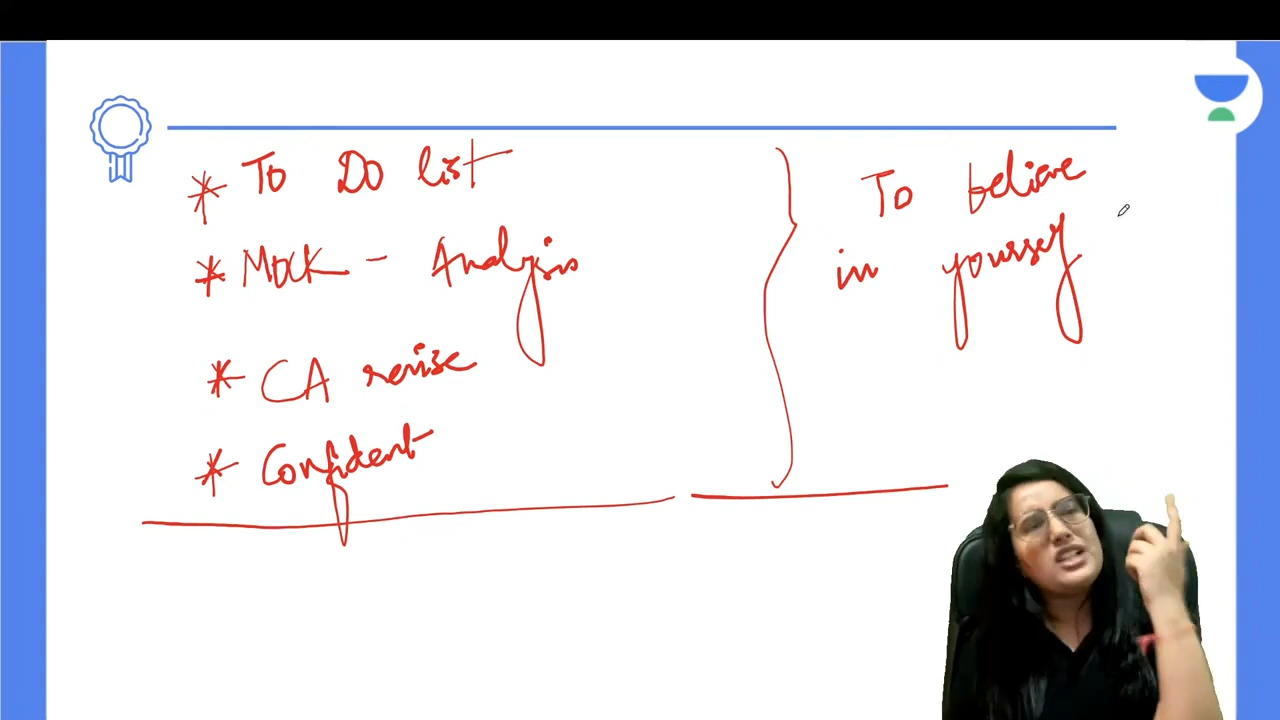 * To Do list
* Mock - Analysis
* CA revise
* Confident
To believe
in yourself